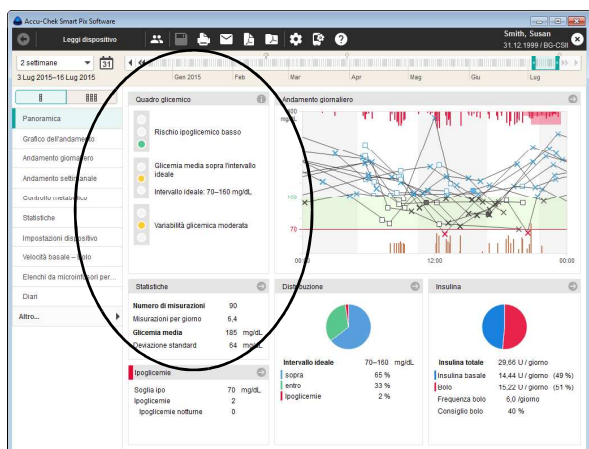 Accu-Chek Smart Pix Software
Leggi dispositivo
Smith, Susan
31.12.1999 / BG-CSII
2 settimane
31
3 Lug 2015–16 Lug 2015
Gen 2015
Feb
Mar
Apr
Mag
Giu
Lug
Panoramica
Grafico dell'andamento
Andamento giornaliero
Andamento settimanale
Controllo metabolico
Statistiche
Impostazioni dispositivo
Velocità basale – bolo
Elenchi da microinfusori per...
Diari
Altro...
Quadro glicemico
Rischio ipoglicemico basso
Glicemia media sopra l'intervallo
ideale
Intervallo ideale: 70–160 mg/dL
Variabilità glicemica moderata
Andamento giornaliero
mg/dL
70
00:00
12:00
00:00
Statistiche
Numero di misurazioni 90
Misurazioni per giorno 6,4
Glicemia media 185 mg/dL
Deviazione standard 64 mg/dL
Ipoglicemie
Soglia ipo 70 mg/dL
Ipoglicemie 2
Ipoglicemie notturne 0
Distribuzione
Intervallo ideale 70–160 mg/dL
sopra 65 %
entro 33 %
Ipoglicemie 2 %
Insulina
Insulina totale 29,66 U / giorno
Insulina basale 14,44 U / giorno (49 %)
Bolo 15,22 U / giorno (51 %)
Frequenza bolo 6,0 /giorno
Consiglio bolo 40 %